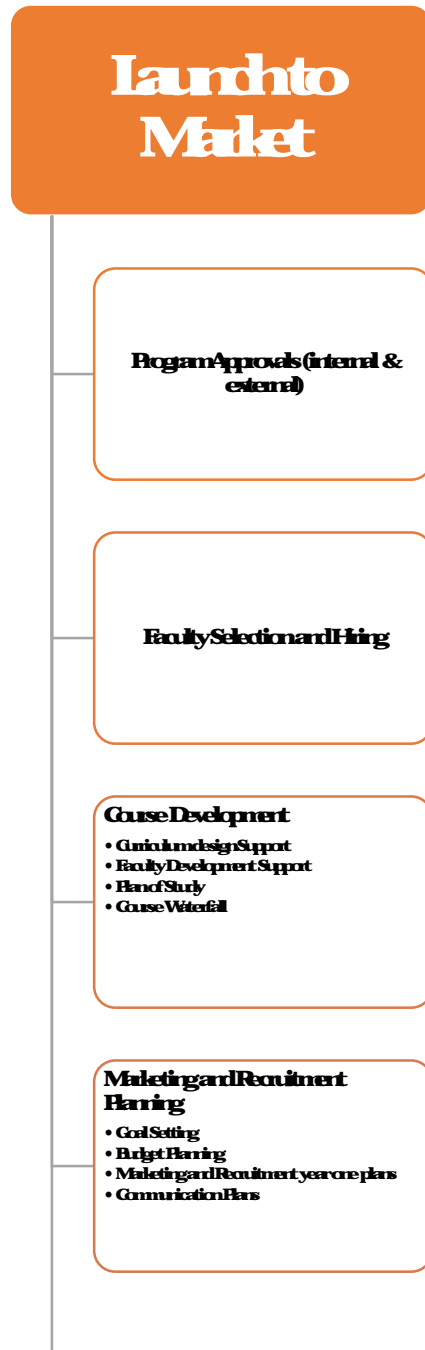 Launch to
Market
Program Approvals (internal &
external)
Faculty Selection and Hiring
Course Development
• Curriculum design Support
• Faculty Development Support
• Plan of Study
• Course Waterfall
Marketing and Recruitment
Planning
• Goal Setting
• Budget Planning
• Marketing and Recruitment year one plans
• Communication Plans